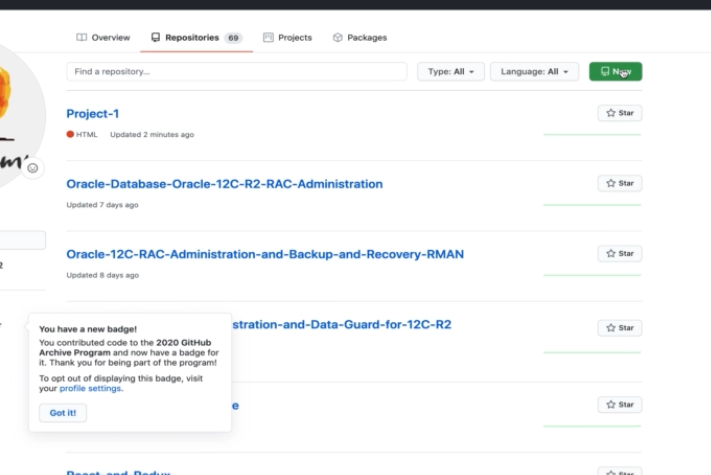 Overview Repositories 69 Projects Packages
Find a repository... Type: All Language: All New
Project-1 Star
HTML Updated 2 minutes ago
Oracle-Database-Oracle-12C-R2-RAC-Administration Star
Updated 7 days ago
Oracle-12C-RAC-Administration-and-Backup-and-Recovery-RMAN Star
2
Updated 8 days ago
stration-and-Data-Guard-for-12C-R2 Star
You have a new badge!
You contributed code to the 2020 GitHub
Archive Program and now have a badge for
it. Thank you for being part of the program!
To opt out of displaying this badge, visit
your profile settings.
Got it!
e Star
React-and-Redux Star